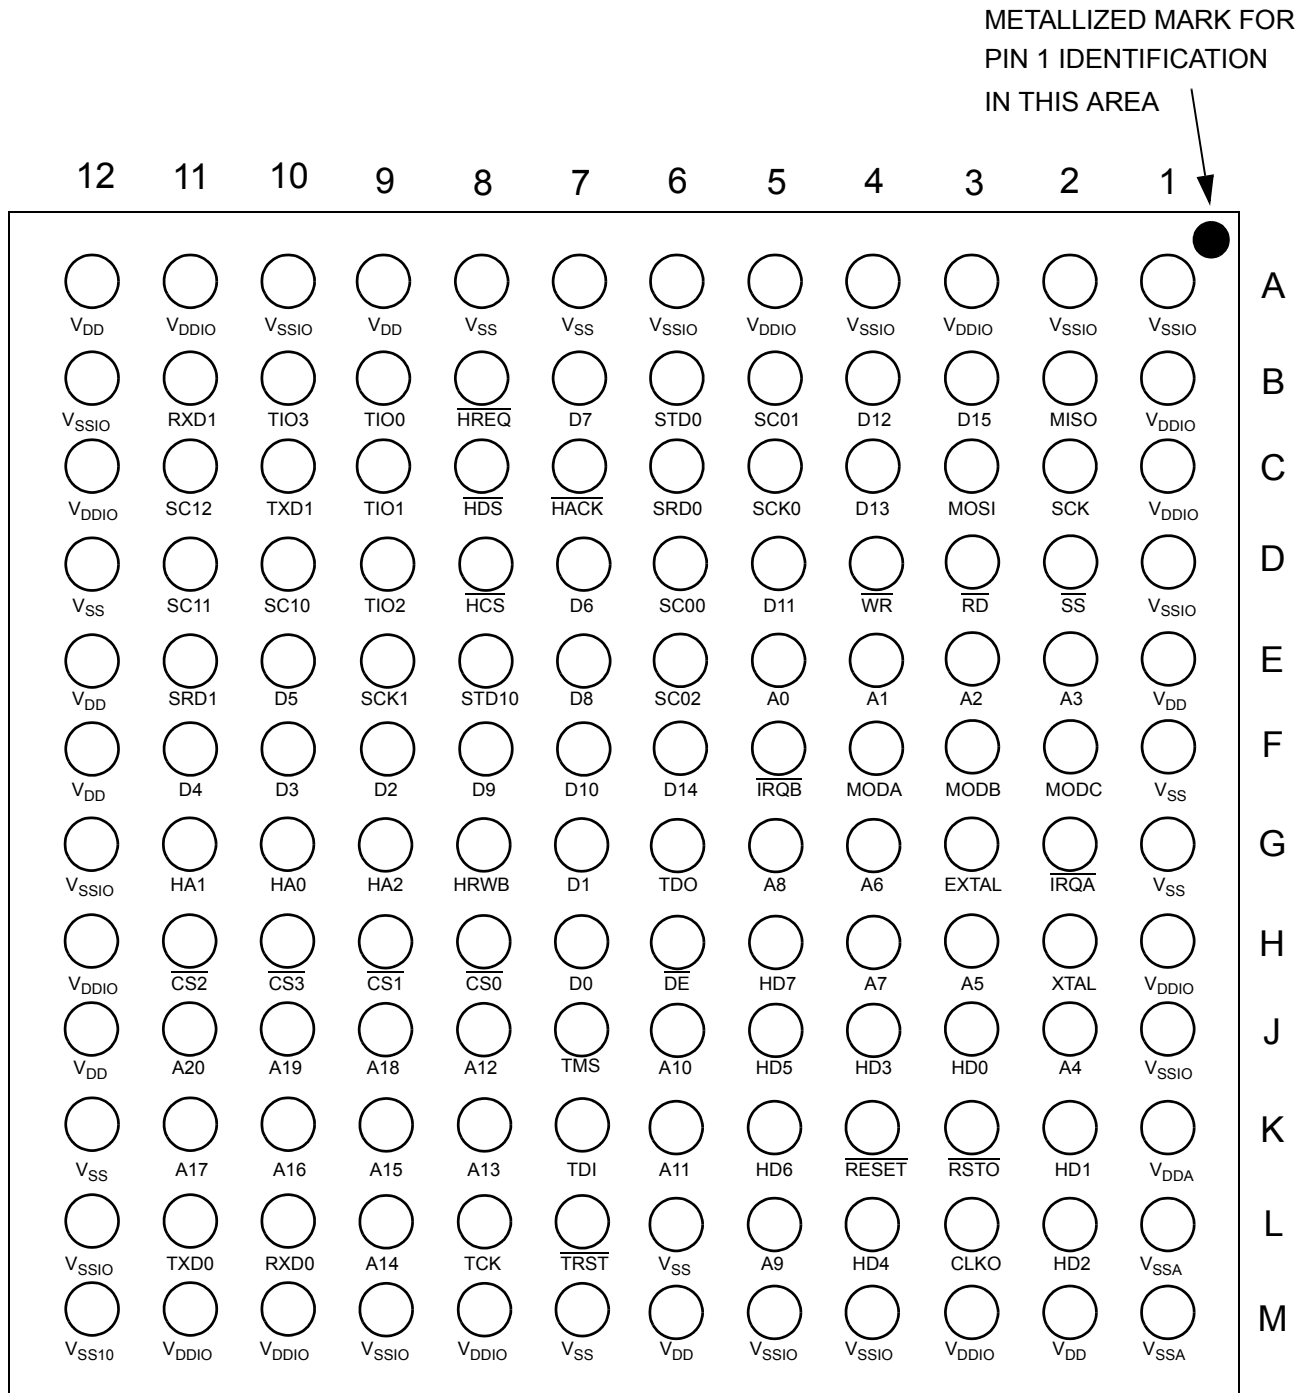 METALLIZED MARK FOR
PIN 1 IDENTIFICATION
IN THIS AREA
12 11 10 9 8 7 6 5 4 3 2 1
A
VDD VDDIO VSSIO VDD VSS VSS VSSIO VDDIO VSSIO VDDIO VSSIO VSSIO
B
VSSIO RXD1 TIO3 TIO0 HREQ D7 STD0 SC01 D12 D15 MISO VDDIO
C
VDDIO SC12 TXD1 TIO1 HDS HACK SRD0 SCK0 D13 MOSI SCK VDDIO
D
VSS SC11 SC10 TIO2 HCS D6 SC00 D11 WR RD SS VSSIO
E
VDD SRD1 D5 SCK1 STD10 D8 SC02 A0 A1 A2 A3 VDD
F
VDD D4 D3 D2 D9 D10 D14 IRQB MODA MODB MODC VSS
G
VSSIO HA1 HA0 HA2 HRWB D1 TDO A8 A6 EXTAL IRQA VSS
H
VDDIO CS2 CS3 CS1 CS0 D0 DE HD7 A7 A5 XTAL VDDIO
J
VDD A20 A19 A18 A12 TMS A10 HD5 HD3 HD0 A4 VSSIO
K
VSS A17 A16 A15 A13 TDI A11 HD6 RESET RSTO HD1 VDDA
L
VSSIO TXD0 RXD0 A14 TCK TRST VSS A9 HD4 CLKO HD2 VSSA
M
VSS10 VDDIO VDDIO VSSIO VDDIO VSS VDD VSSIO VSSIO VDDIO VDD VSSA